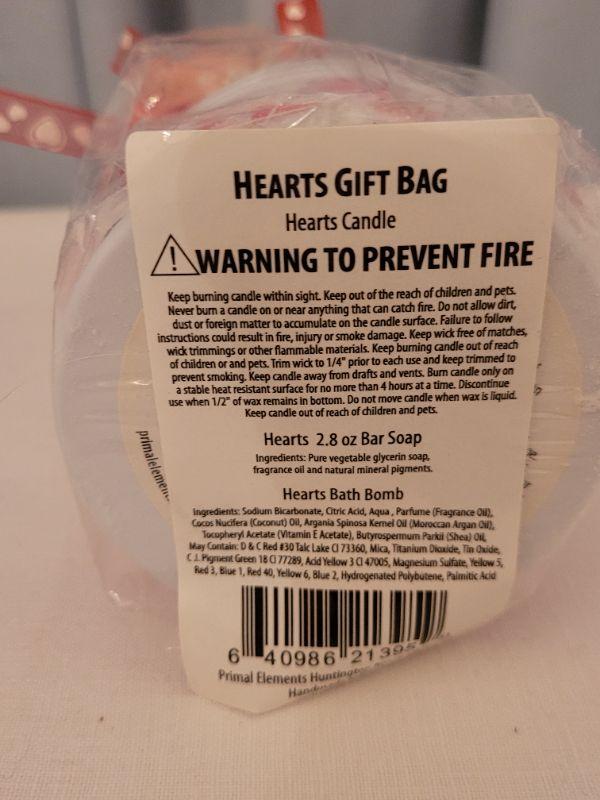 HEARTS GIFT BAG
Hearts Candle
WARNING TO PREVENT FIRE
Keep burning candle within sight. Keep out of the reach of children and pets.
Never burn a candle on or near anything that can catch fire. Do not allow dirt,
dust or foreign matter to accumulate on the candle surface. Failure to follow
instructions could result in fire, injury or smoke damage. Keep wick free of matches,
wick trimmings or other flammable materials. Keep burning candle out of reach
of children or pets. Trim wick to 1/4" prior to each use and keep trimmed to
prevent smoking. Keep candle away from drafts and vents. Burn candle only on
a stable heat resistant surface for no more than 4 hours at a time. Discontinue
use when 1/2" of wax remains in bottom. Do not move candle when wax is liquid.
Keep candle out of reach of children and pets.
Hearts 2.8 oz Bar Soap
Ingredients: Pure vegetable glycerin soap,
fragrance oil and natural mineral pigments.
Hearts Bath Bomb
Ingredients: Sodium Bicarbonate, Citric Acid, Aqua , Parfume (Fragrance Oil),
Cocos Nucifera (Coconut) Oil, Argania Spinosa Kernel Oil (Moroccan Argan Oil),
Tocopheryl Acetate (Vitamin E Acetate), Butyrospermum Parkii (Shea) Oil,
May Contain: D & C Red #30 Talc Lake CI 73360, Mica, Titanium Dioxide, Tin Oxide,
C.I. Pigment Green 18 CI 77289, Acid Yellow 3 CI 47005, Magnesium Sulfate, Yellow 5,
Red 3, Blue 1, Red 40, Yellow 6, Blue 2, Hydrogenated Polybutene, Palmitic Acid
6 40986 21395
Primal Elements
primalelemen